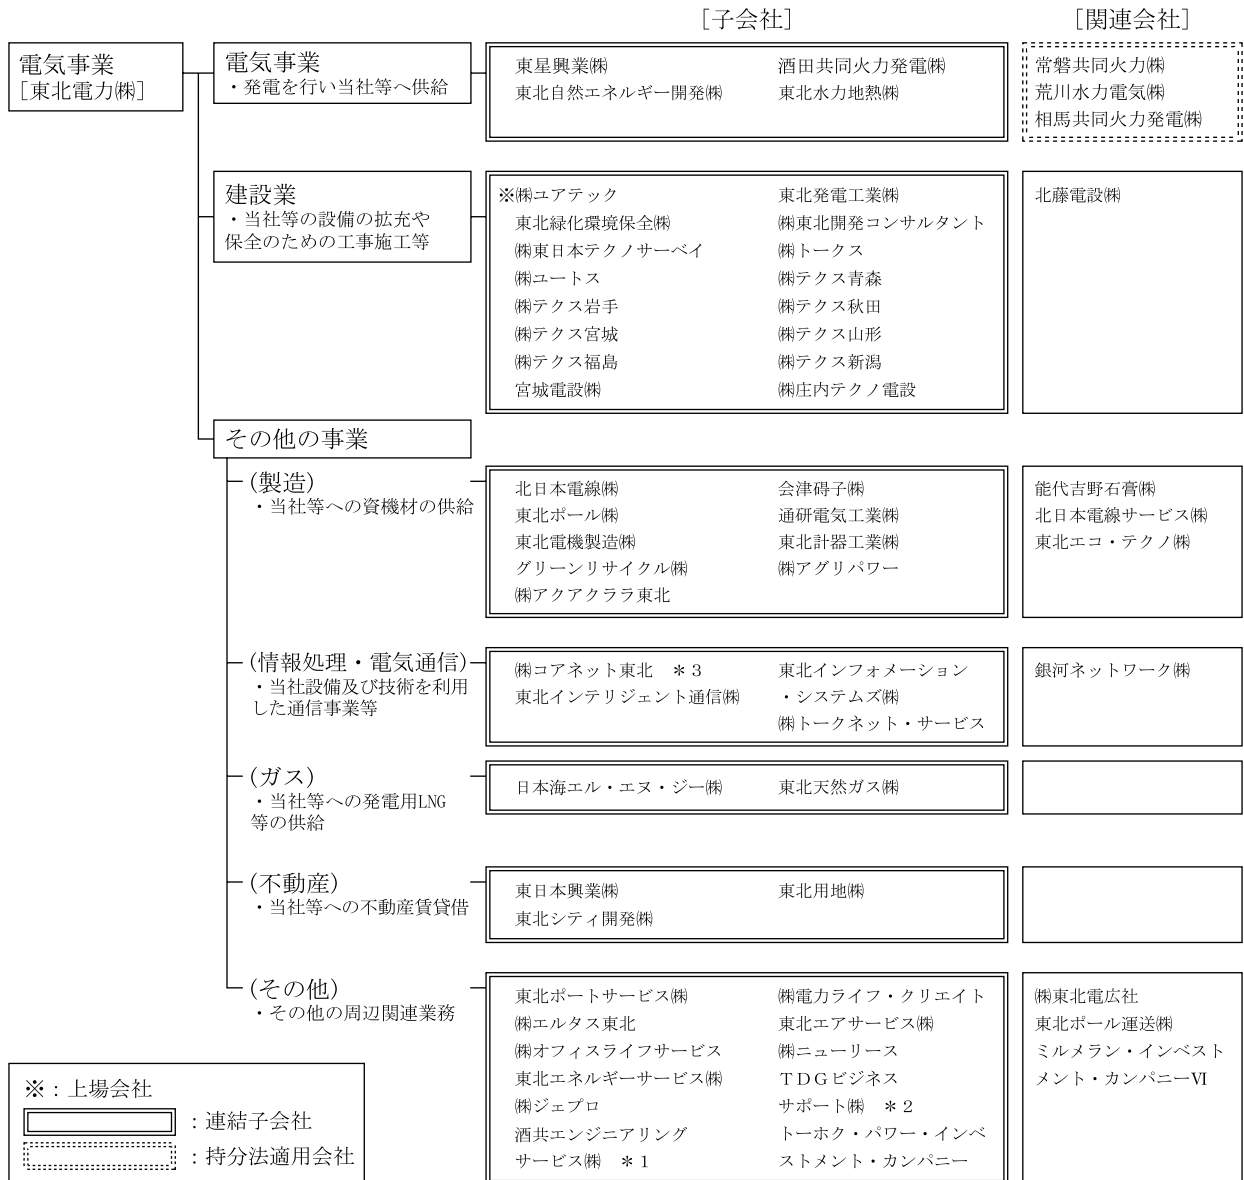 [子会社]
[関連会社]
電気事業
[東北電力㈱]
電気事業
・発電を行い当社等へ供給
東星興業㈱
酒田共同火力発電㈱
東北自然エネルギー開発㈱
東北水力地熱㈱
常磐共同火力㈱
荒川水力電気㈱
相馬共同火力発電㈱
建設業
・当社等の設備の拡充や
保全のための工事施工等
※㈱ユアテック
東北発電工業㈱
東北緑化環境保全㈱
㈱東北開発コンサルタント
㈱東日本テクノサーベイ
㈱トークス
㈱ユートス
㈱テクス青森
㈱テクス岩手
㈱テクス秋田
㈱テクス宮城
㈱テクス山形
㈱テクス福島
㈱テクス新潟
宮城電設㈱
㈱庄内テクノ電設
北藤電設㈱
その他の事業
(製造)
・当社等への資機材の供給
北日本電線㈱
会津碍子㈱
東北ポール㈱
通研電気工業㈱
東北電機製造㈱
東北計器工業㈱
グリーンリサイクル㈱
㈱アグリパワー
㈱アクアクララ東北
能代吉野石膏㈱
北日本電線サービス㈱
東北エコ・テクノ㈱
(情報処理・電気通信)
・当社設備及び技術を利用
した通信事業等
㈱コアネット東北 ＊3
東北インテリジェント通信㈱
東北インフォメーション
・システムズ㈱
㈱トークネット・サービス
銀河ネットワーク㈱
(ガス)
・当社等への発電用LNG
等の供給
日本海エル・エヌ・ジー㈱
東北天然ガス㈱
(不動産)
・当社等への不動産賃貸借
東日本興業㈱
東北用地㈱
東北シティ開発㈱
(その他)
・その他の周辺関連業務
東北ポートサービス㈱
㈱エルタス東北
㈱オフィスライフサービス
東北エネルギーサービス㈱
㈱ジェプロ
酒共エンジニアリング
サービス㈱ ＊1
㈱電力ライフ・クリエイト
東北エアサービス㈱
㈱ニューリース
ＴＤＧビジネス
サポート㈱ ＊2
トーホク・パワー・インベ
ストメント・カンパニー
㈱東北電広社
東北ポール運送㈱
ミルメラン・インベスト
メント・カンパニーⅥ
※：上場会社
：連結子会社
：持分法適用会社